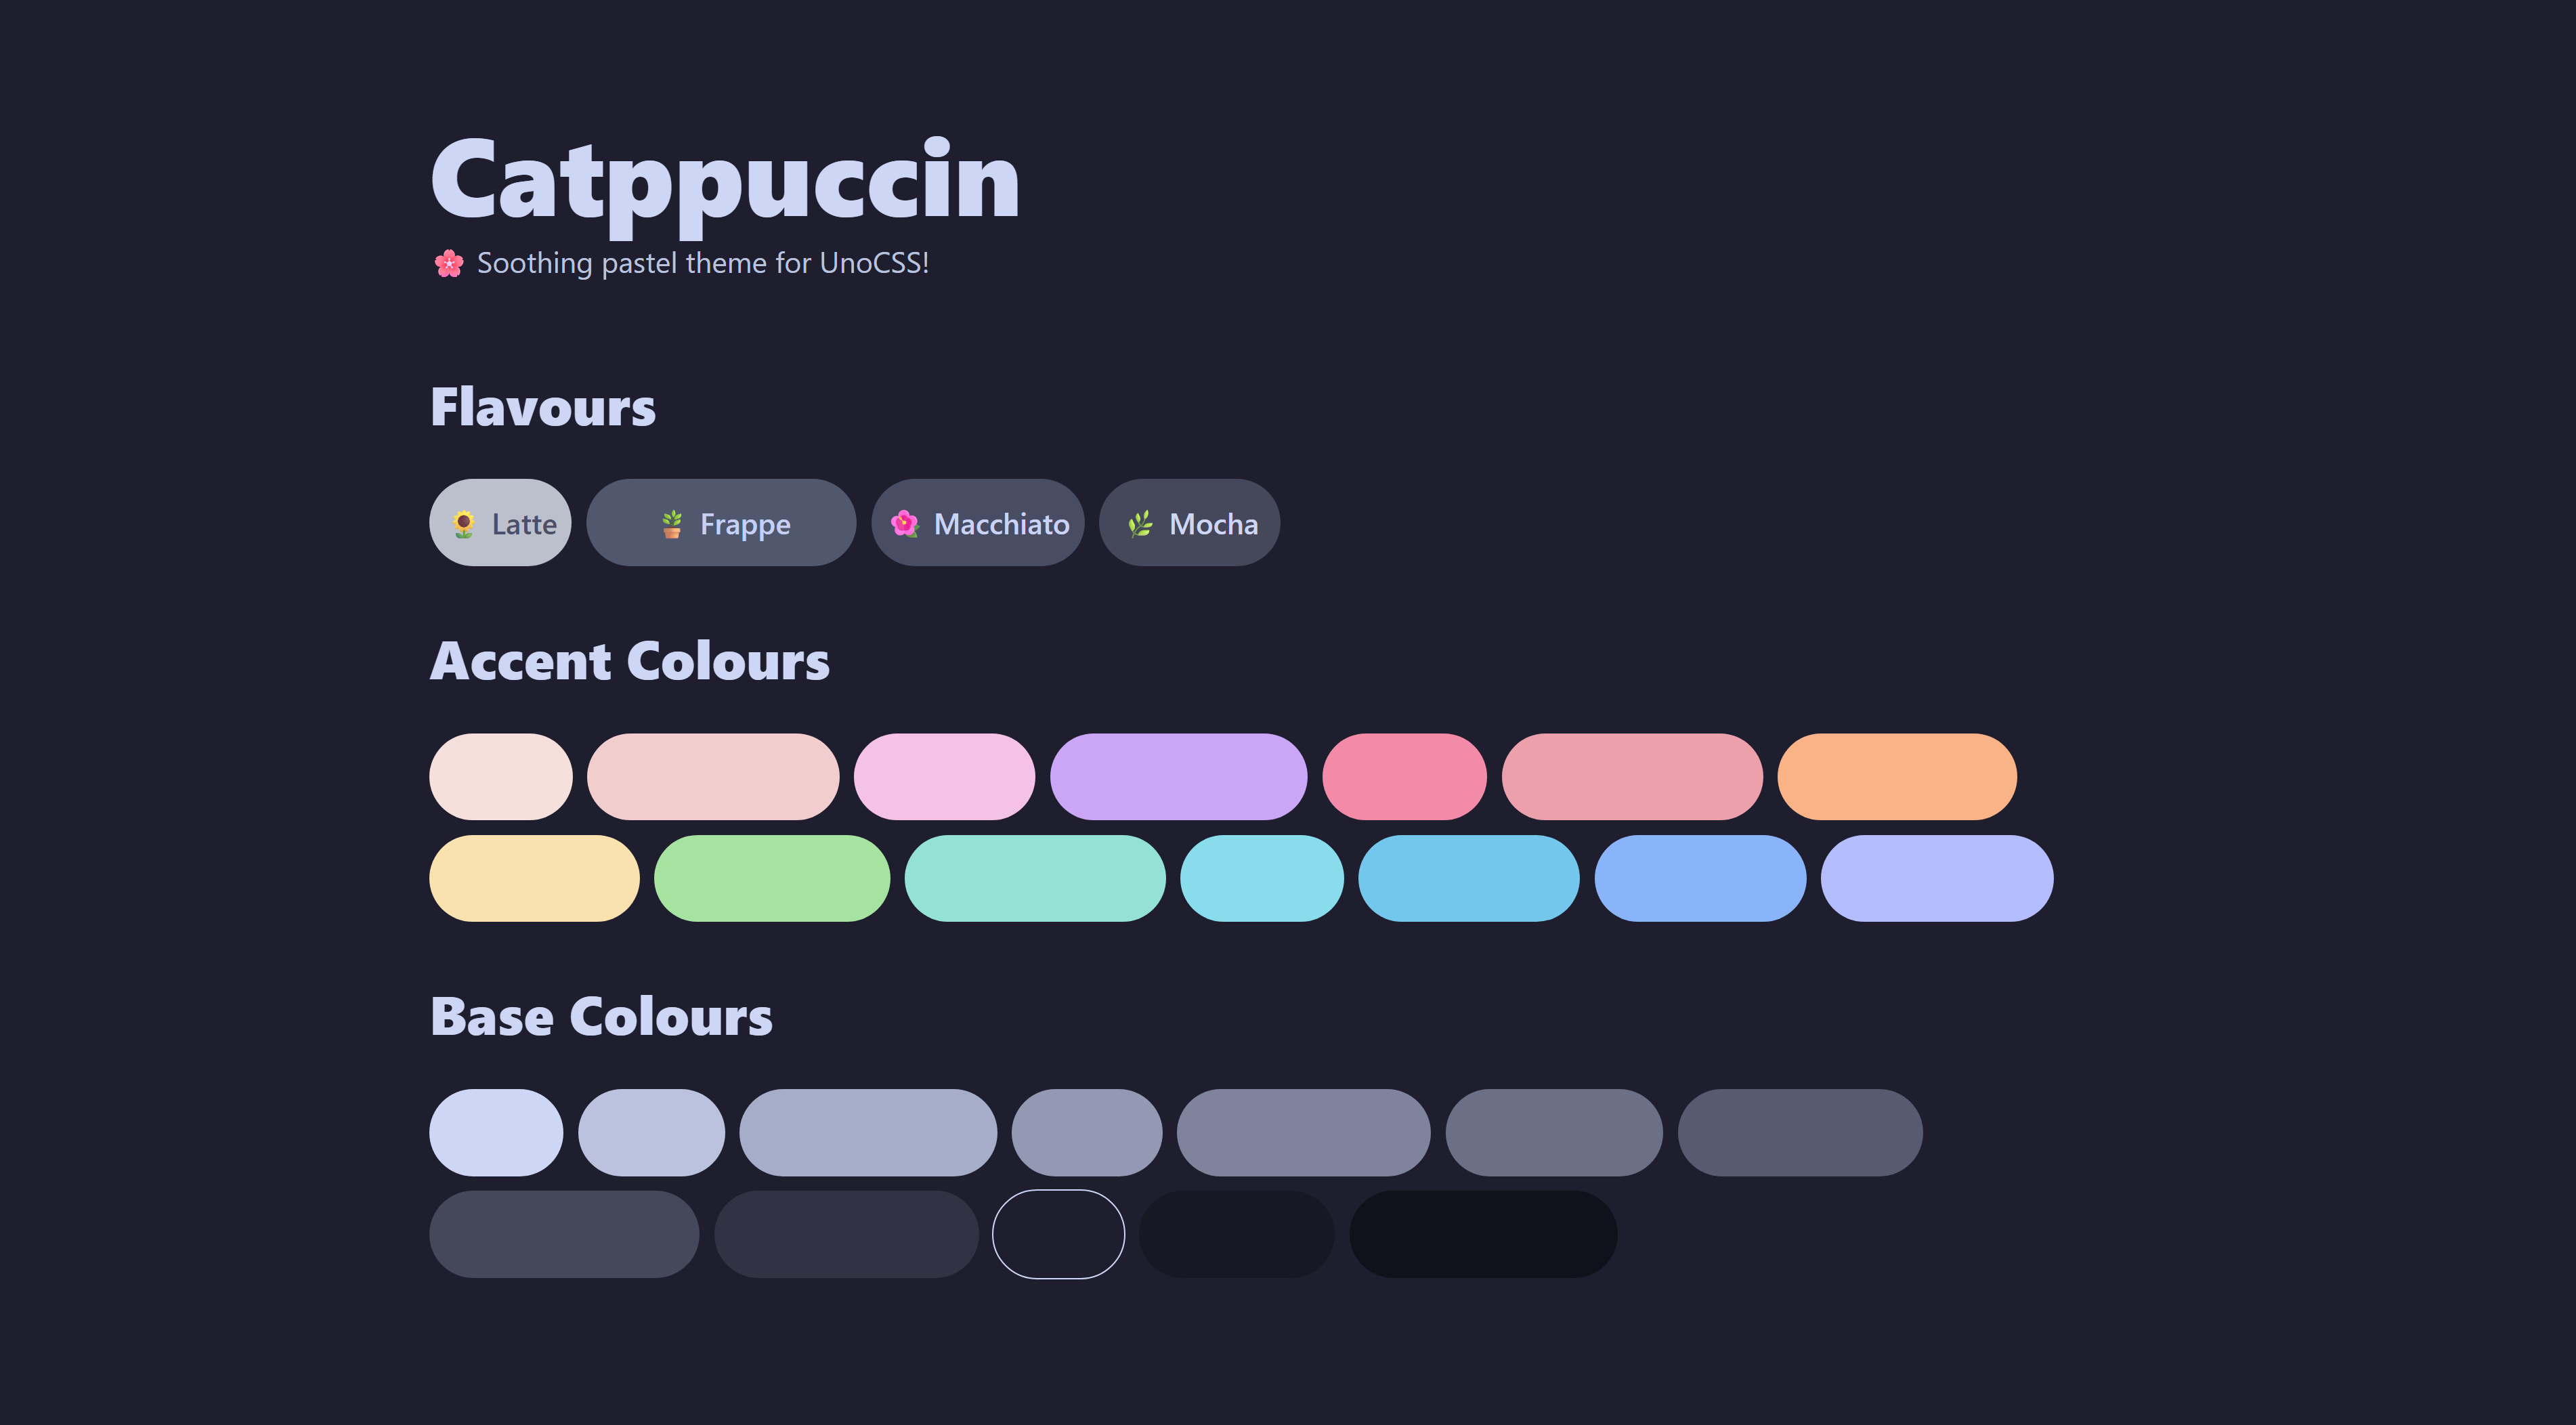 Catppuccin
🌸 Soothing pastel theme for UnoCSS!
Flavours
🌻 Latte 🪴 Frappe 🌺 Macchiato 🌿 Mocha
Accent Colours
Base Colours